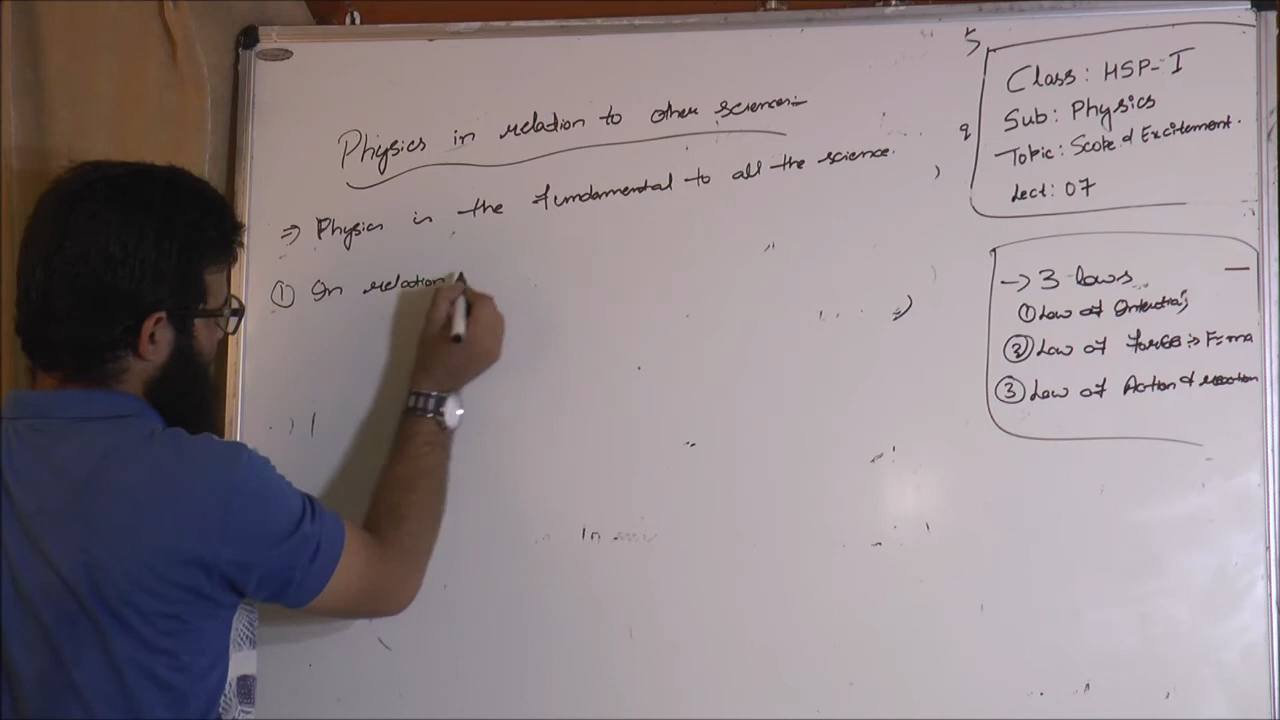 Physics in relation to other sciences:-
⇒ Physics is the fundamental to all the science.
① In relation
Class: HSP-I
Sub: Physics
Topic: Scope & Excitement.
Lect: 07
→ 3 laws
① Law of Inertia
② Law of force ⇒ F=ma
③ Law of Action & reaction